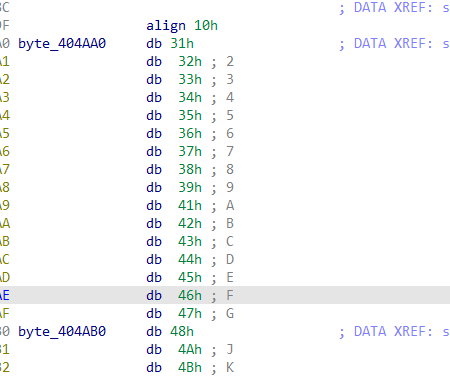 ; DATA XREF: s
align 10h
A0 byte_404AA0 db 31h ; DATA XREF: s
A1 db 32h ; 2
A2 db 33h ; 3
A3 db 34h ; 4
A4 db 35h ; 5
A5 db 36h ; 6
A6 db 37h ; 7
A7 db 38h ; 8
A8 db 39h ; 9
A9 db 41h ; A
AA db 42h ; B
AB db 43h ; C
AC db 44h ; D
AD db 45h ; E
AE db 46h ; F
AF db 47h ; G
B0 byte_404AB0 db 48h ; DATA XREF: s
B1 db 4Ah ; J
B2 db 4Bh ; K